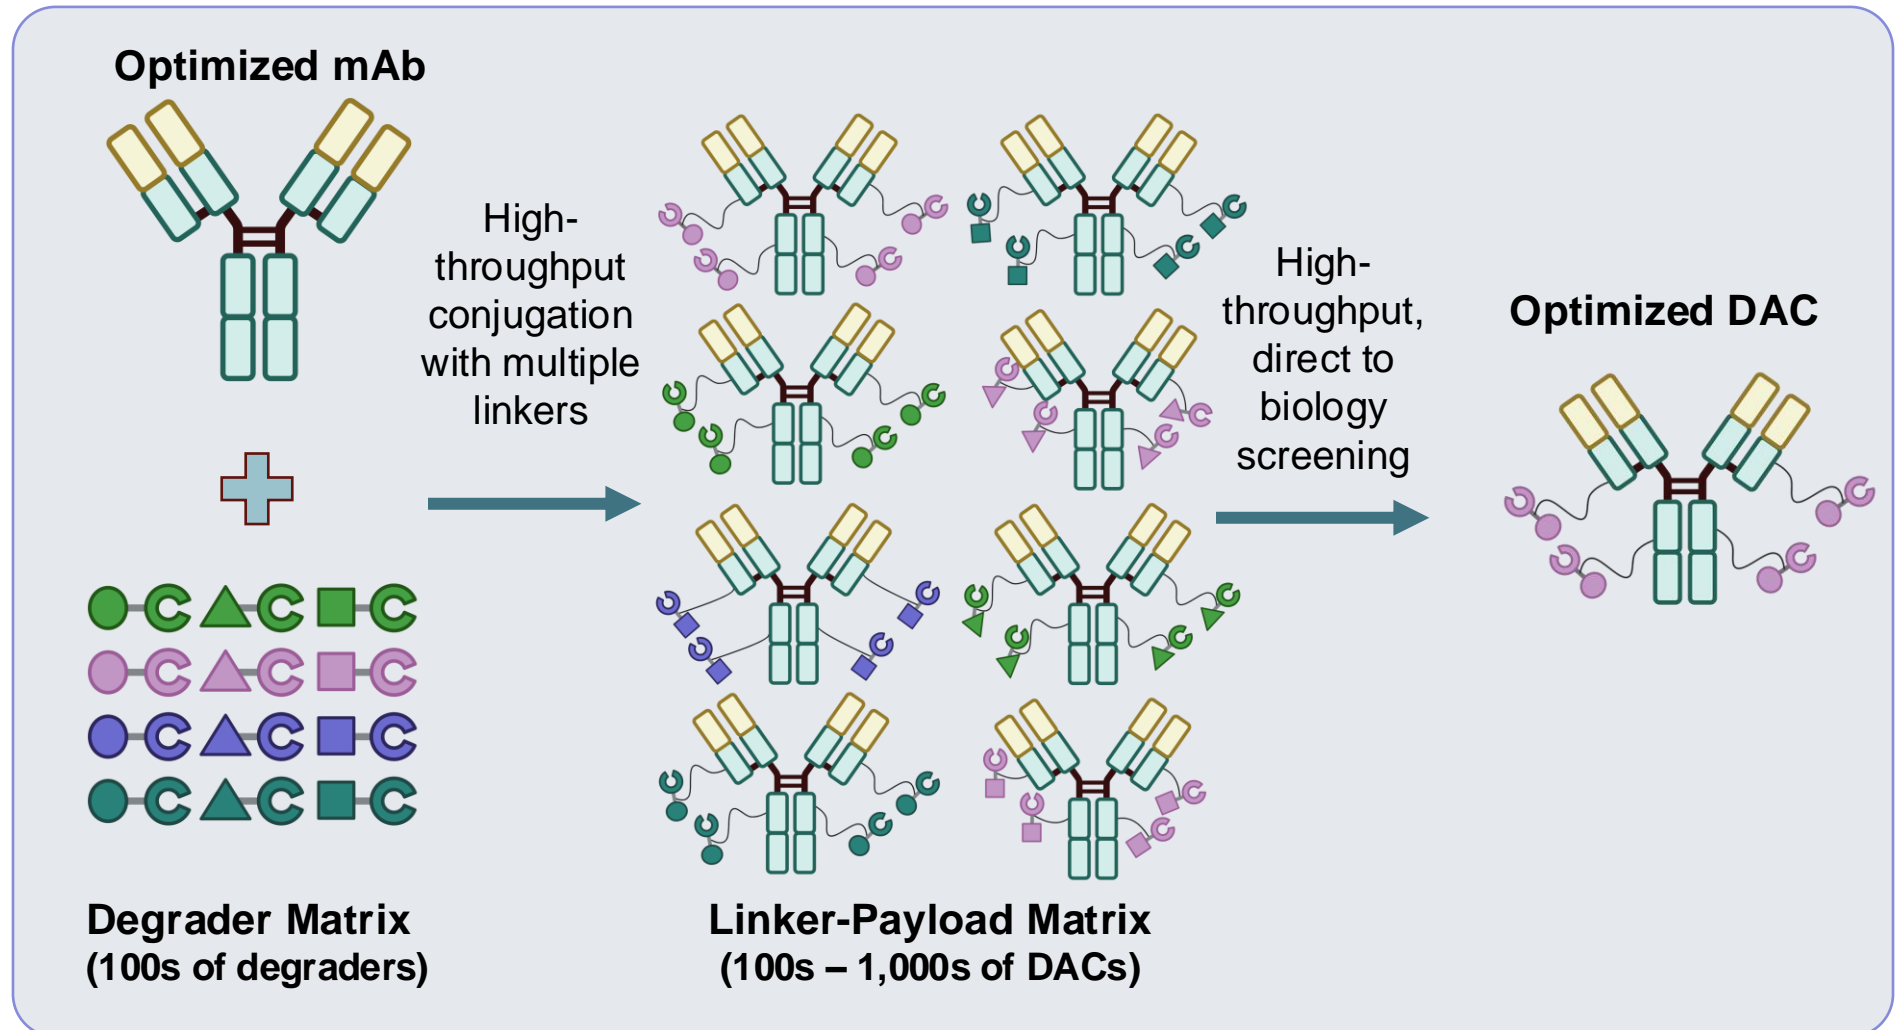 Optimized mAb
High-
throughput
conjugation
with multiple
linkers
High-
throughput,
direct to
biology
screening
Optimized DAC
Degrader Matrix
(100s of degraders)
Linker-Payload Matrix
(100s – 1,000s of DACs)